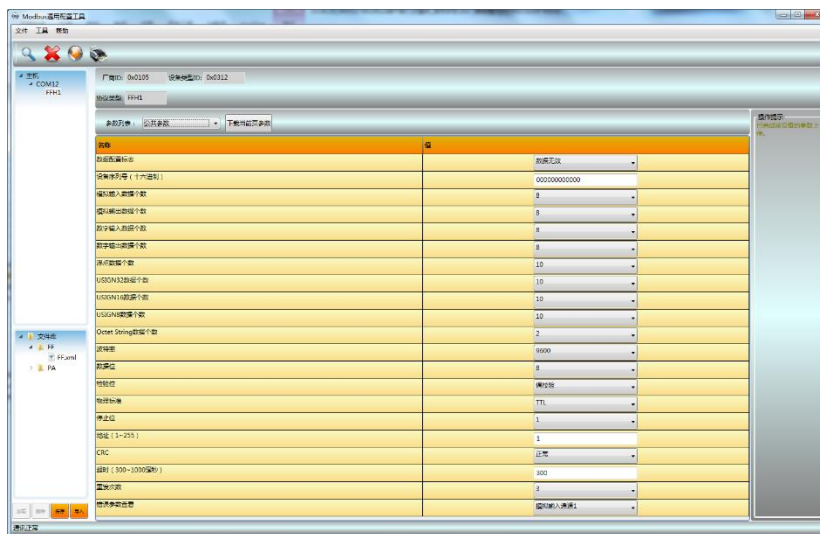 Modbus通用配置工具
文件 工具 帮助
主机
COM12
FFH1
厂商ID: 0x0105 设备类型ID: 0x0312
协议类型: FFH1
参数列表: 公共参数 下载当前页参数
名称 值
数据配置标志 数据无效
设备序列号(十六进制) 000000000000
模拟输入数据个数 8
模拟输出数据个数 8
数字输入数据个数 8
数字输出数据个数 8
浮点数据个数 10
USIGN32数据个数 10
USIGN16数据个数 10
USIGN8数据个数 10
Octet String数据个数 2
波特率 9600
数据位 8
校验位 偶校验
物理标准 TTL
停止位 1
地址(1~255) 1
CRC 正常
超时(300~1000毫秒) 300
重发次数 3
错误参数查看 模拟输入通道1
操作提示
文件库
FF
FF.xml
PA
保存 导入
通讯正常